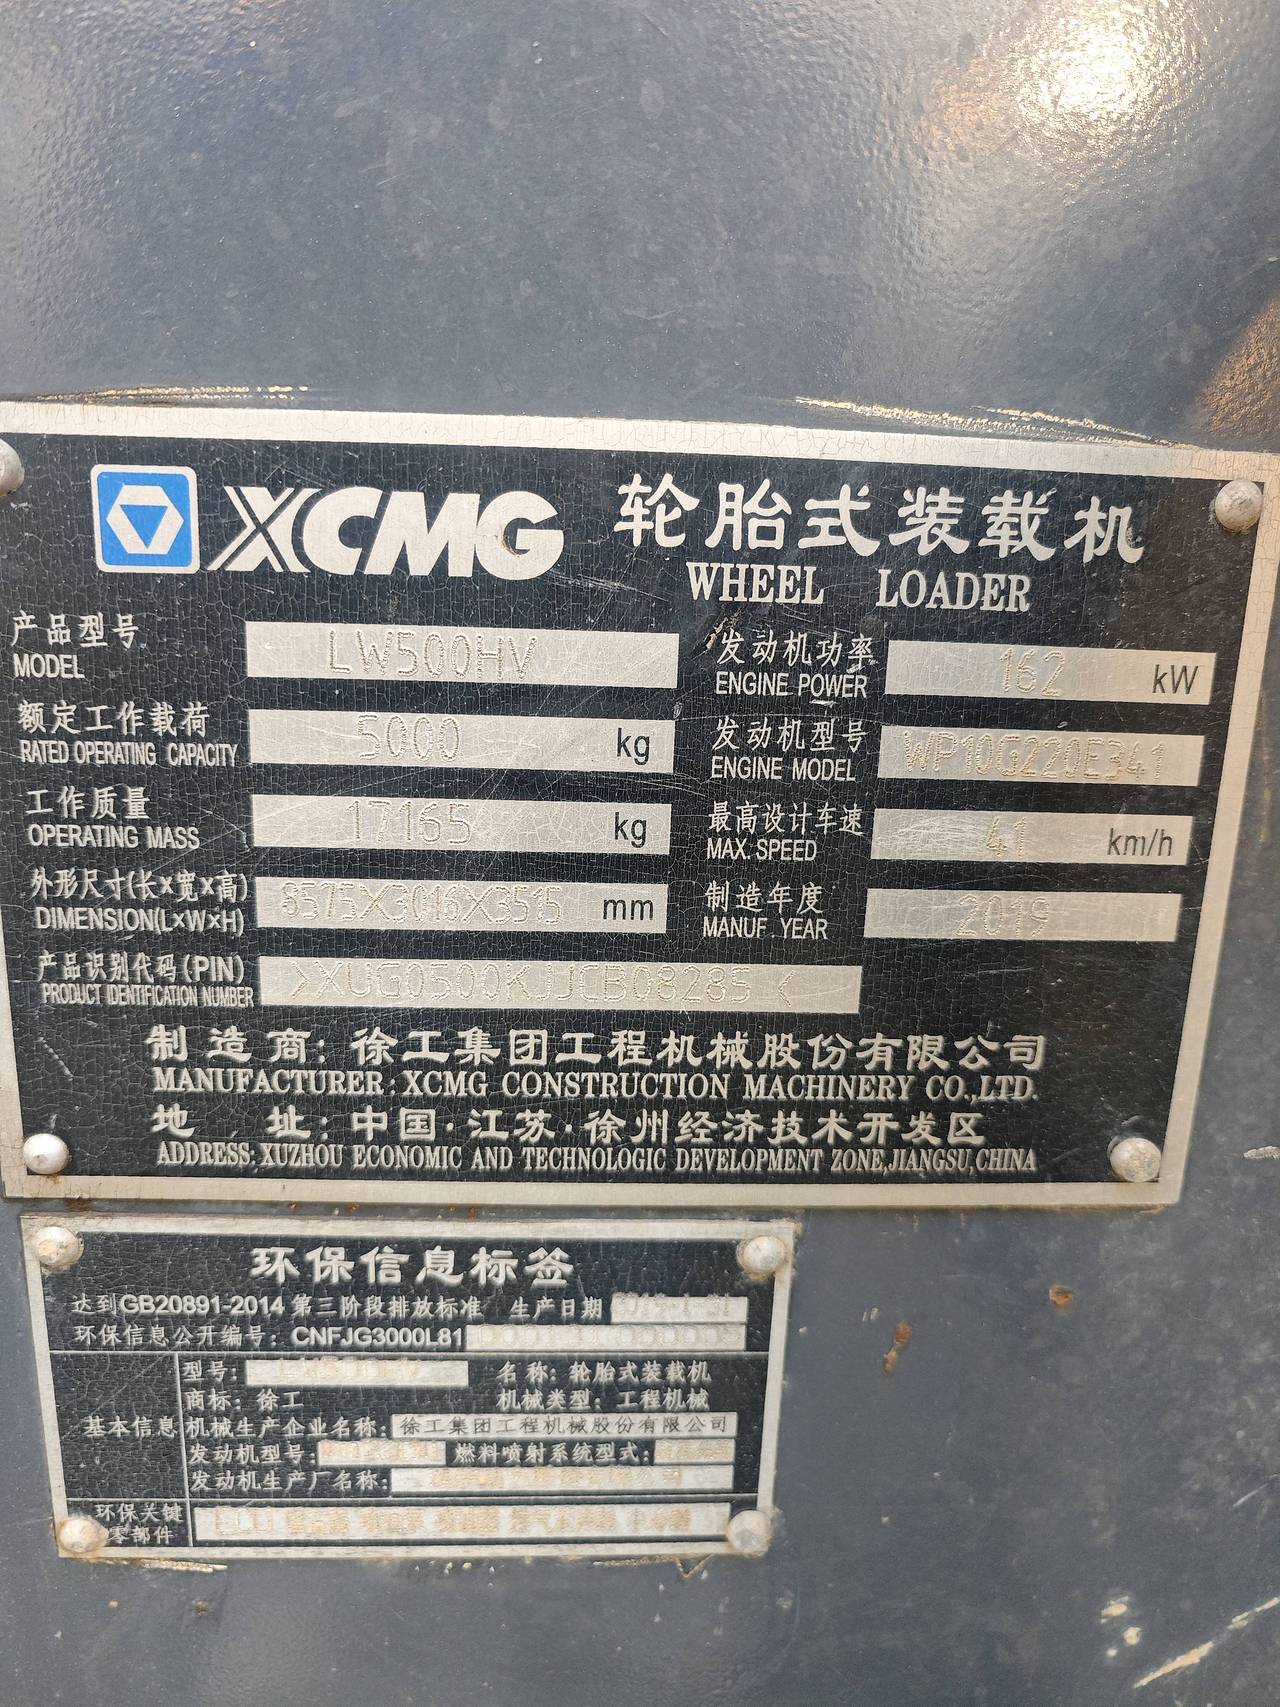 XCMG 轮胎式装载机
WHEEL LOADER
产品型号 LW500HV 发动机功率 162 kW
MODEL ENGINE POWER
额定工作载荷 5000 kg 发动机型号 WP10G220E341
RATED OPERATING CAPACITY ENGINE MODEL
工作质量 17165 kg 最高设计车速 41 km/h
OPERATING MASS MAX. SPEED
外形尺寸(长×宽×高) 8575X3016X3515 mm 制造年度 2019
DIMENSION(L×W×H) MANUF. YEAR
产品识别代码(PIN) >XUG0500KJJCB08285<
PRODUCT IDENTIFICATION NUMBER
制造商：徐工集团工程机械股份有限公司
MANUFACTURER: XCMG CONSTRUCTION MACHINERY CO.,LTD.
地 址：中国·江苏·徐州经济技术开发区
ADDRESS: XUZHOU ECONOMIC AND TECHNOLOGIC DEVELOPMENT ZONE,JIANGSU,CHINA
环保信息标签
达到GB20891-2014 第三阶段排放标准 生产日期
环保信息公开编号：CNFJG3000L81
型号： 名称：轮胎式装载机
商标：徐工 机械类型：工程机械
基本信息 机械生产企业名称：徐工集团工程机械股份有限公司
发动机型号： 燃料喷射系统型式：
发动机生产厂名称：
环保关键
零部件